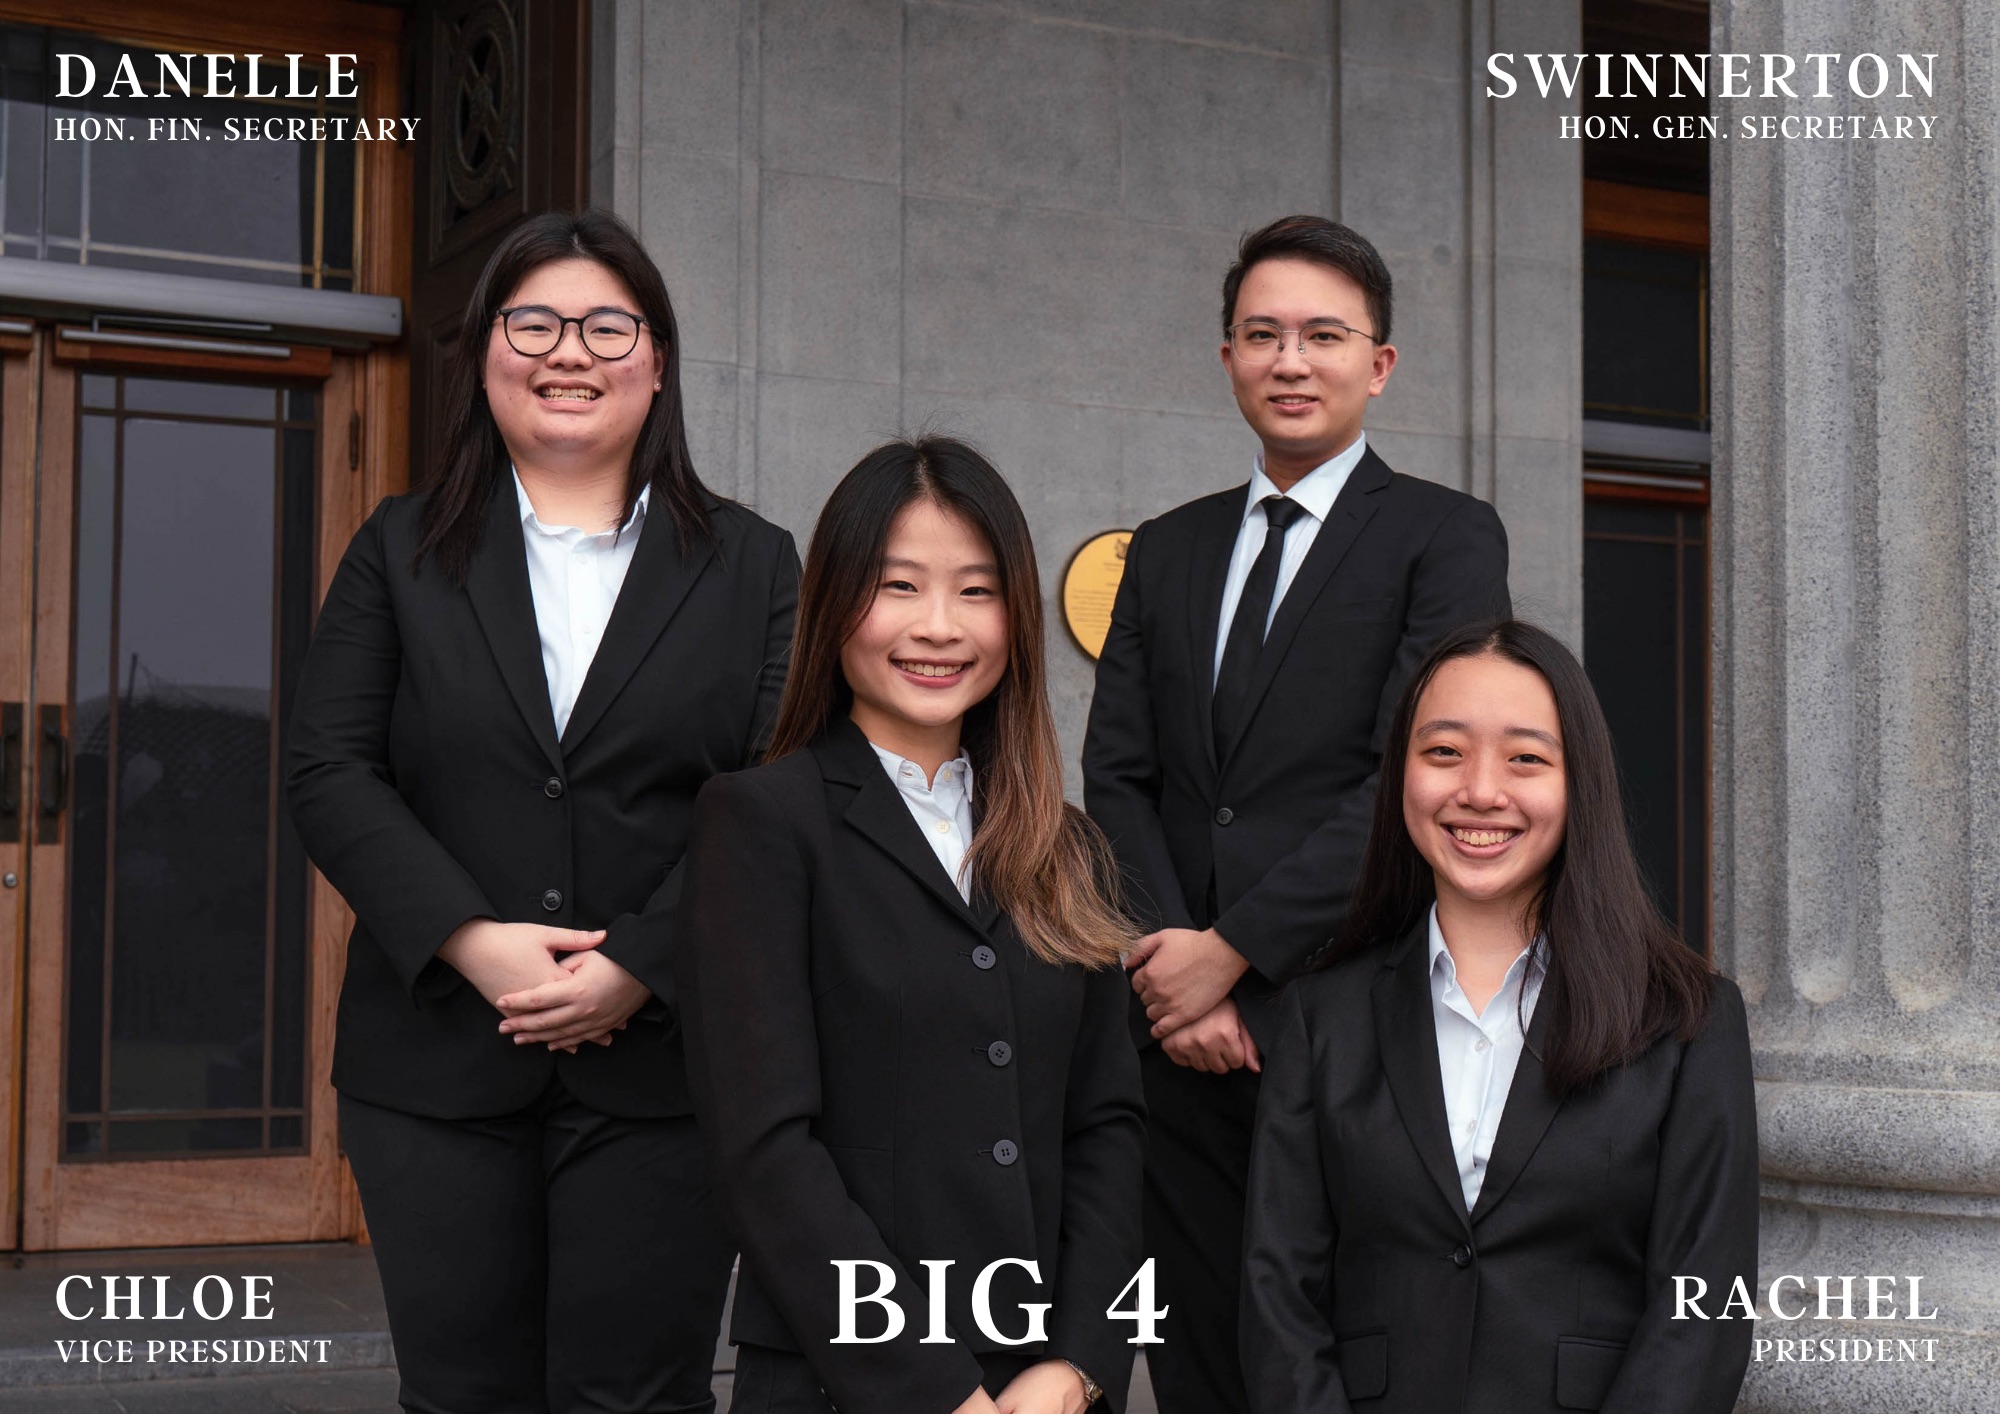 DANELLE
HON. FIN. SECRETARY
SWINNERTON
HON. GEN. SECRETARY
CHLOE
VICE PRESIDENT
BIG 4
RACHEL
PRESIDENT